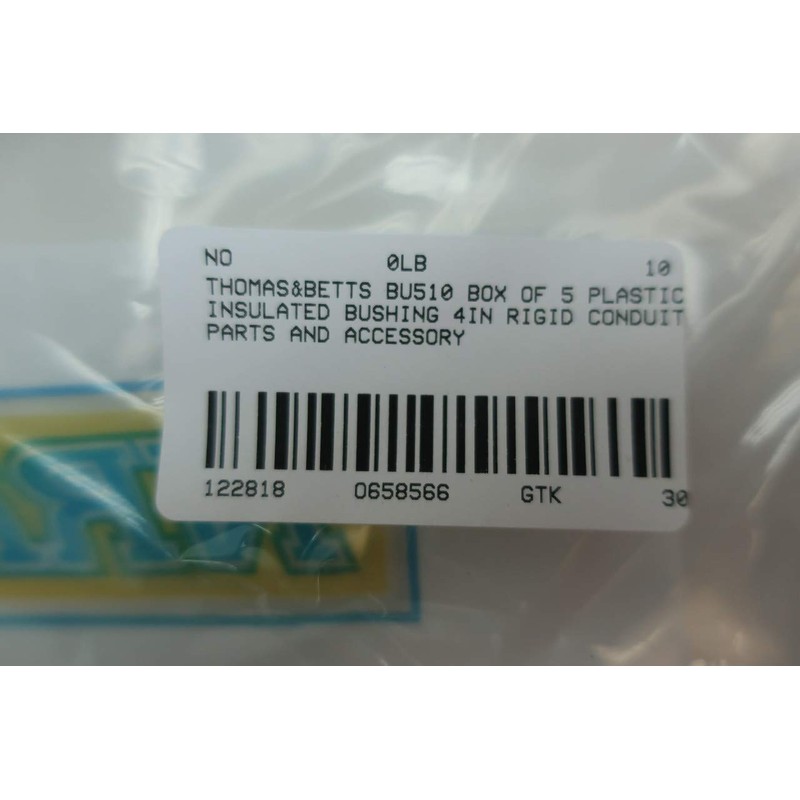 NO 0LB 10
THOMAS&BETTS BU510 BOX OF 5 PLASTIC
INSULATED BUSHING 4IN RIGID CONDUIT
PARTS AND ACCESSORY
122818 0658566 GTK 30